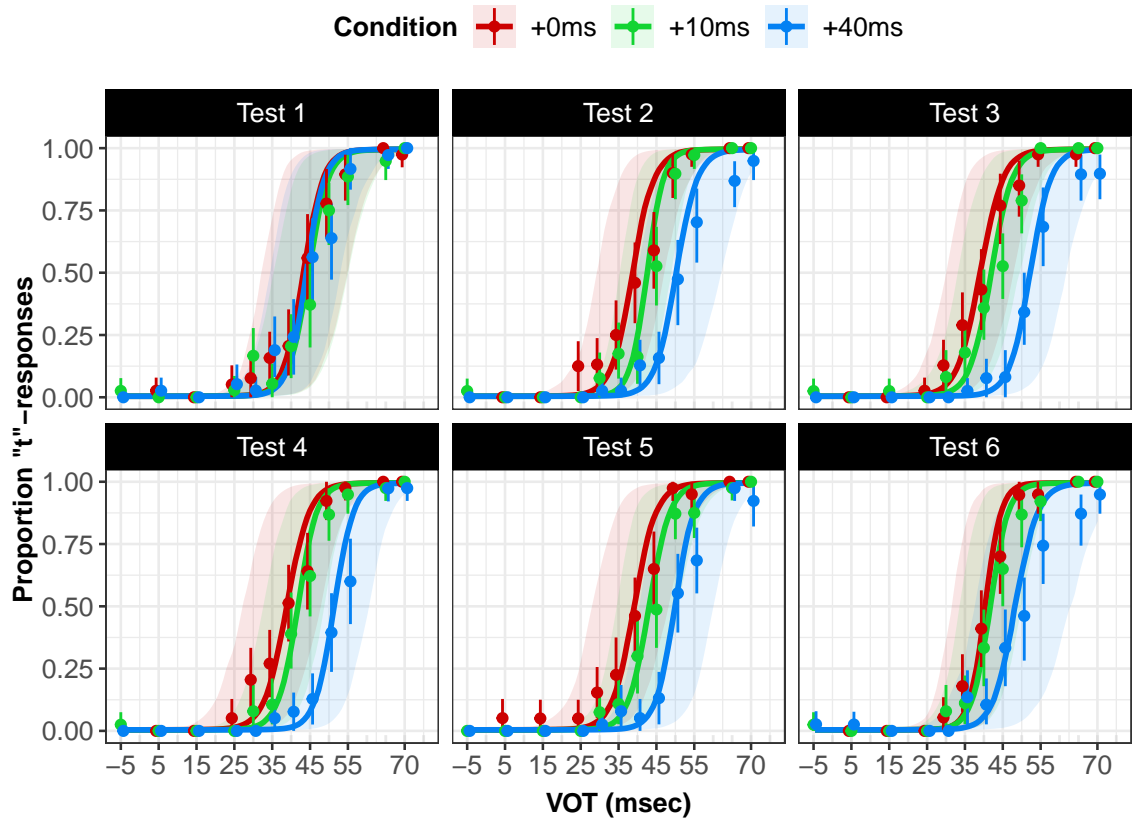 Condition +0ms +10ms +40ms
Test 1 Test 2 Test 3
1.00
0.75
0.50
0.25
0.00
Test 4 Test 5 Test 6
1.00
0.75
0.50
0.25
0.00
−5 5 15 25 35 45 55 70 −5 5 15 25 35 45 55 70 −5 5 15 25 35 45 55 70
VOT (msec)
Proportion "t"−responses